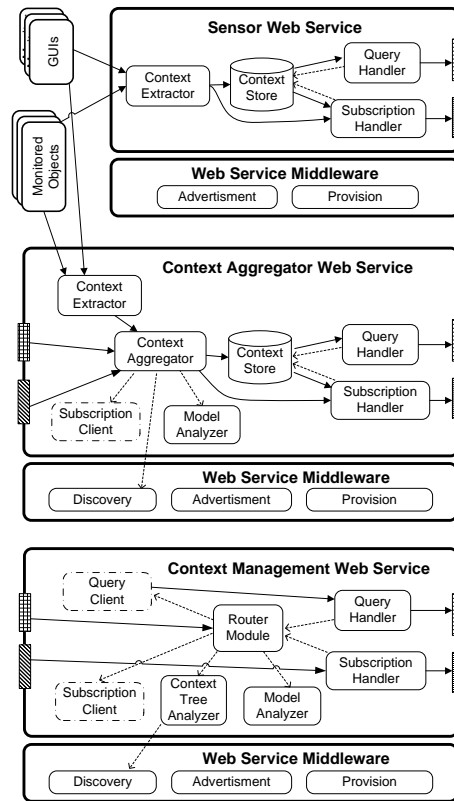 GUIs
Monitored
Objects
Sensor Web Service
Context
Extractor
Context
Store
Query
Handler
Subscription
Handler
Web Service Middleware
Advertisment
Provision
Context Aggregator Web Service
Context
Extractor
Context
Aggregator
Context
Store
Query
Handler
Subscription
Handler
Subscription
Client
Model
Analyzer
Web Service Middleware
Discovery
Advertisment
Provision
Context Management Web Service
Query
Client
Router
Module
Query
Handler
Subscription
Handler
Subscription
Client
Context
Tree
Analyzer
Model
Analyzer
Web Service Middleware
Discovery
Advertisment
Provision